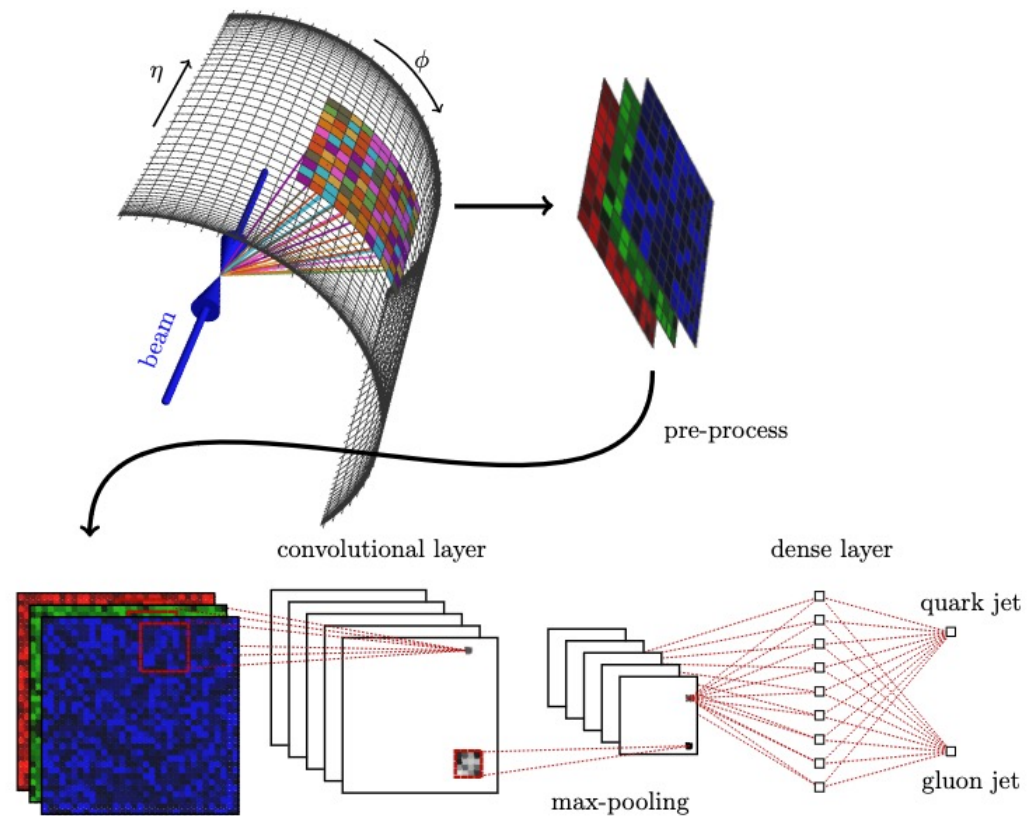 η
ϕ
beam
pre-process
convolutional layer
dense layer
quark jet
gluon jet
max-pooling